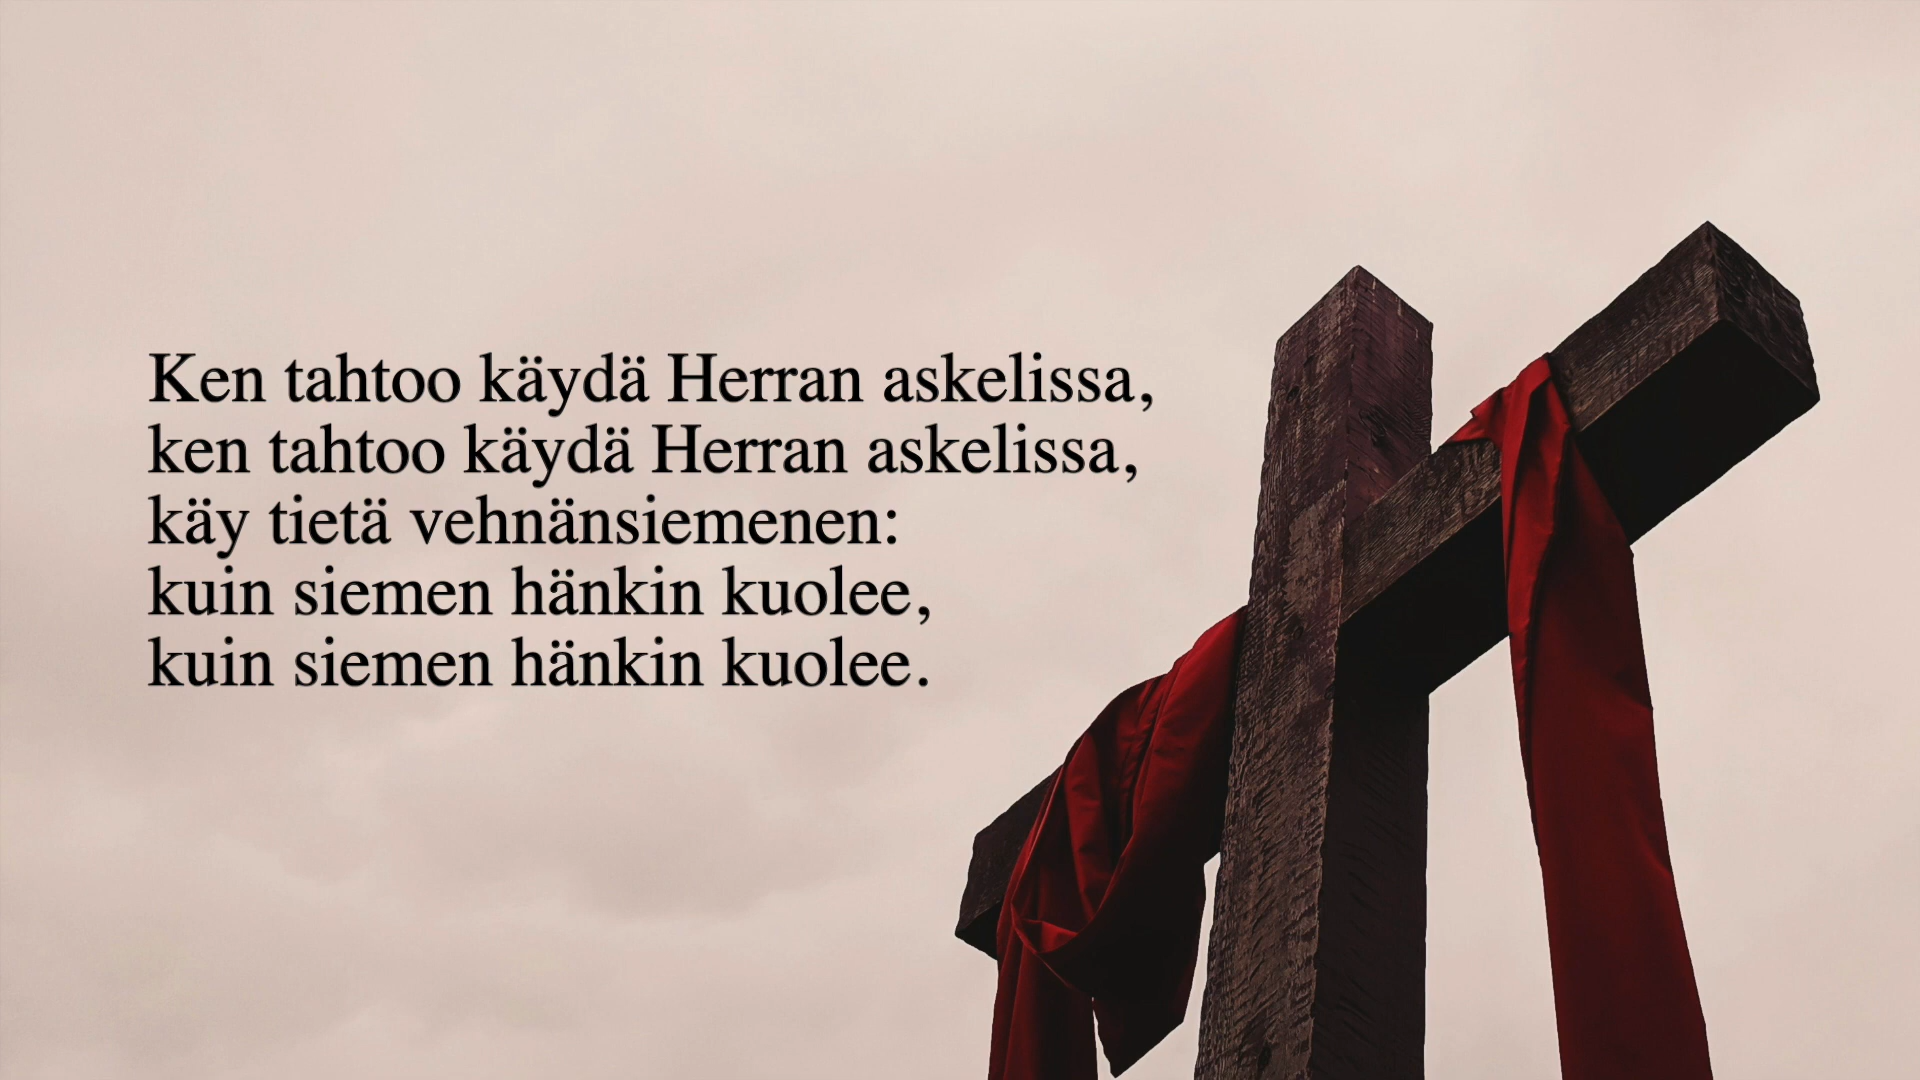 Ken tahtoo käydä Herran askelissa,
ken tahtoo käydä Herran askelissa,
käy tietä vehnänsiemenen:
kuin siemen hänkin kuolee,
kuin siemen hänkin kuolee.